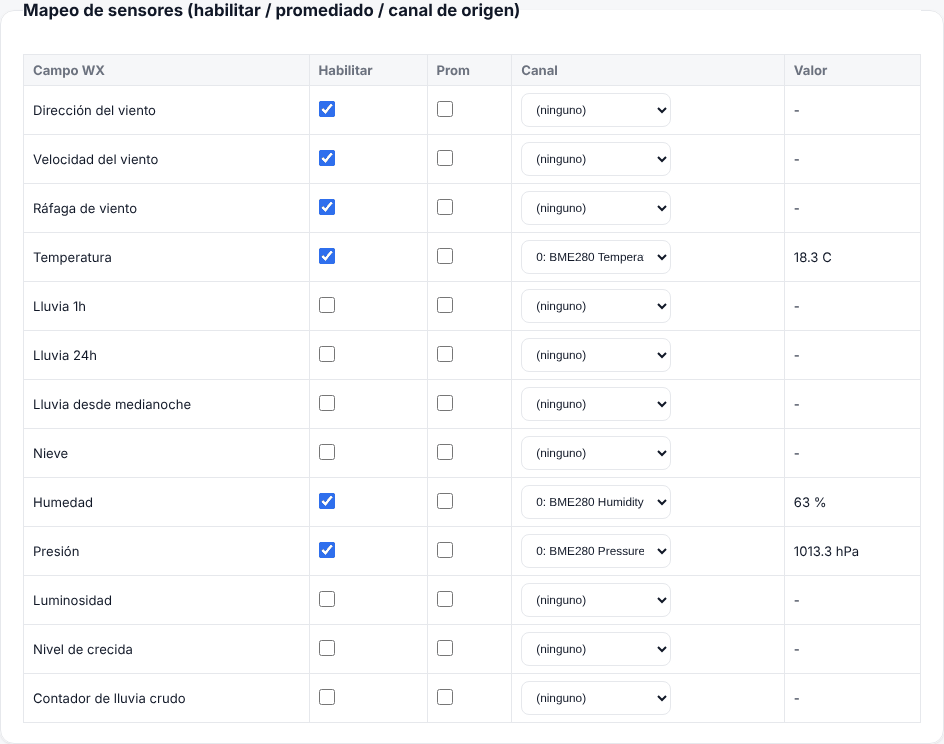 Mapeo de sensores (habilitar / promediado / canal de origen)
Campo WX Habilitar Prom Canal Valor
Dirección del viento (ninguno) -
Velocidad del viento (ninguno) -
Ráfaga de viento (ninguno) -
Temperatura 0: BME280 Tempera 18.3 C
Lluvia 1h (ninguno) -
Lluvia 24h (ninguno) -
Lluvia desde medianoche (ninguno) -
Nieve (ninguno) -
Humedad 0: BME280 Humidity 63 %
Presión 0: BME280 Pressure 1013.3 hPa
Luminosidad (ninguno) -
Nivel de crecida (ninguno) -
Contador de lluvia crudo (ninguno) -